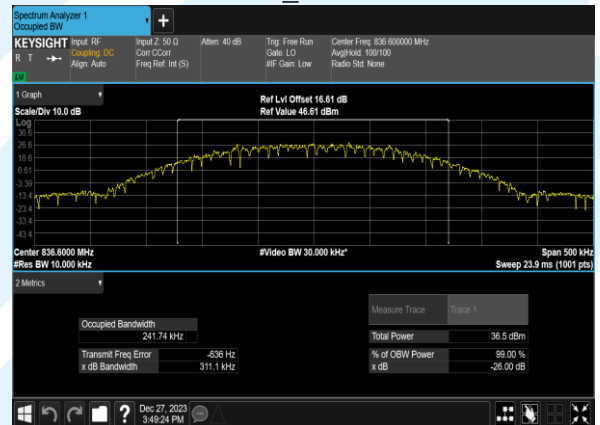 Spectrum Analyzer 1
Occupied BW
+
KEYSIGHT Input: RF Input Z: 50 Ω Atten: 40 dB Trig: Free Run Center Freq: 836.600000 MHz
R T Coupling: DC Corr CCorr Gate: LO Avg|Hold: 100/100
Align: Auto Freq Ref: Int (S) #IF Gain: Low Radio Std: None
LV
1 Graph
Ref Lvl Offset 16.61 dB
Scale/Div 10.0 dB Ref Value 46.61 dBm
Log
36.6
26.6
16.6
6.61
-3.39
-13.4
-23.4
-33.4
-43.4
Center 836.6000 MHz #Video BW 30.000 kHz* Span 500 kHz
#Res BW 10.000 kHz Sweep 23.9 ms (1001 pts)
2 Metrics
Measure Trace Trace 1
Occupied Bandwidth
241.74 kHz Total Power 36.5 dBm
Transmit Freq Error -636 Hz % of OBW Power 99.00 %
x dB Bandwidth 311.1 kHz x dB -26.00 dB
? Dec 27, 2023
3:49:24 PM